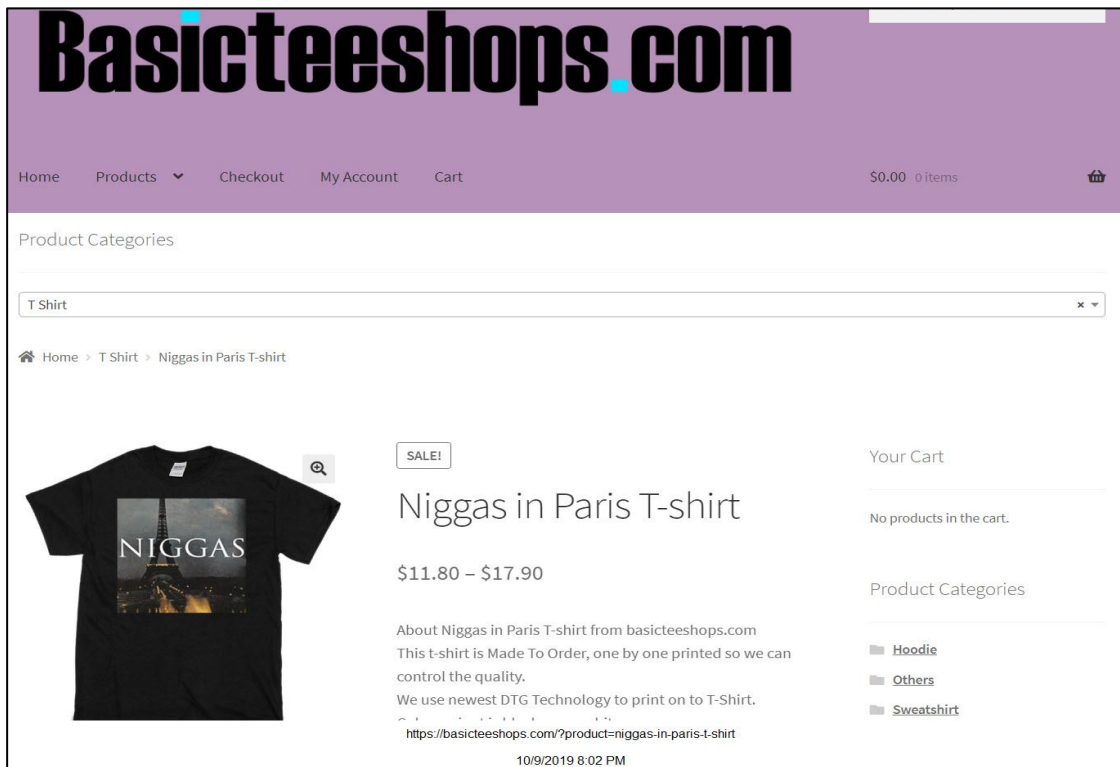 Basicteeshops.com
Home Products Checkout My Account Cart $0.00 0 items
Product Categories
T Shirt × 
Home > T Shirt > Niggas in Paris T-shirt
SALE!
Niggas in Paris T-shirt
$11.80 – $17.90
About Niggas in Paris T-shirt from basicteeshops.com
This t-shirt is Made To Order, one by one printed so we can
control the quality.
We use newest DTG Technology to print on to T-Shirt.
NIGGAS
Your Cart
No products in the cart.
Product Categories
Hoodie
Others
Sweatshirt
https://basicteeshops.com/?product=niggas-in-paris-t-shirt
10/9/2019 8:02 PM